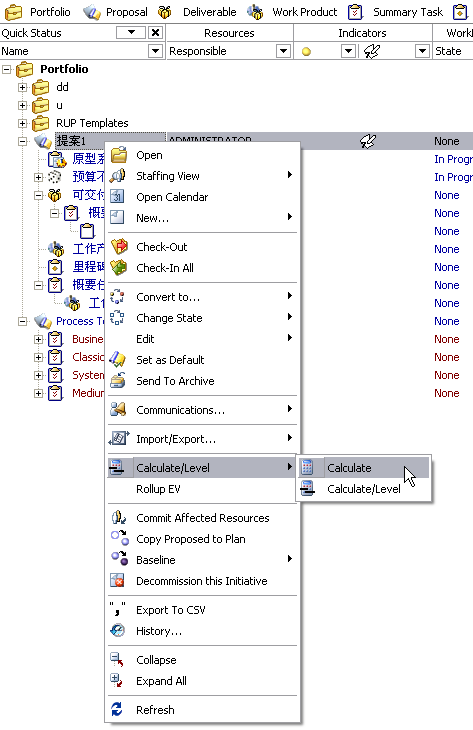 Portfolio Proposal Deliverable Work Product Summary Task
Quick Status Resources Indicators
Name Responsible State
Portfolio
dd
u
RUP Templates
提案1 ADMINISTRATOR None
原型 In Progr
预算 In Progr
可交付 None
概要 None
None
工作产 None
里程碑 None
概要任 None
工作 None
Process None
Busine None
Classic None
System None
Medium None
Open
Staffing View
Open Calendar
New...
Check-Out
Check-In All
Convert to...
Change State
Edit
Set as Default
Send To Archive
Communications...
Import/Export...
Calculate/Level
Rollup EV
Commit Affected Resources
Copy Proposed to Plan
Baseline
Decommission this Initiative
Export To CSV
History...
Collapse
Expand All
Refresh
Calculate
Calculate/Level